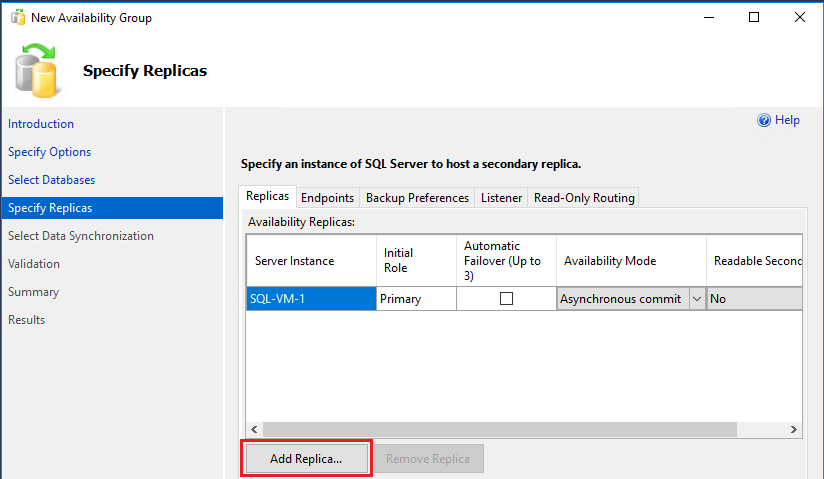 New Availability Group
Specify Replicas
Introduction
Specify Options
Select Databases
Specify Replicas
Select Data Synchronization
Validation
Summary
Results
Help
Specify an instance of SQL Server to host a secondary replica.
Replicas Endpoints Backup Preferences Listener Read-Only Routing
Availability Replicas:
Server Instance
Initial
Role
Automatic
Failover (Up to
3)
Availability Mode
Readable Second
SQL-VM-1 Primary Asynchronous commit No
Add Replica... Remove Replica